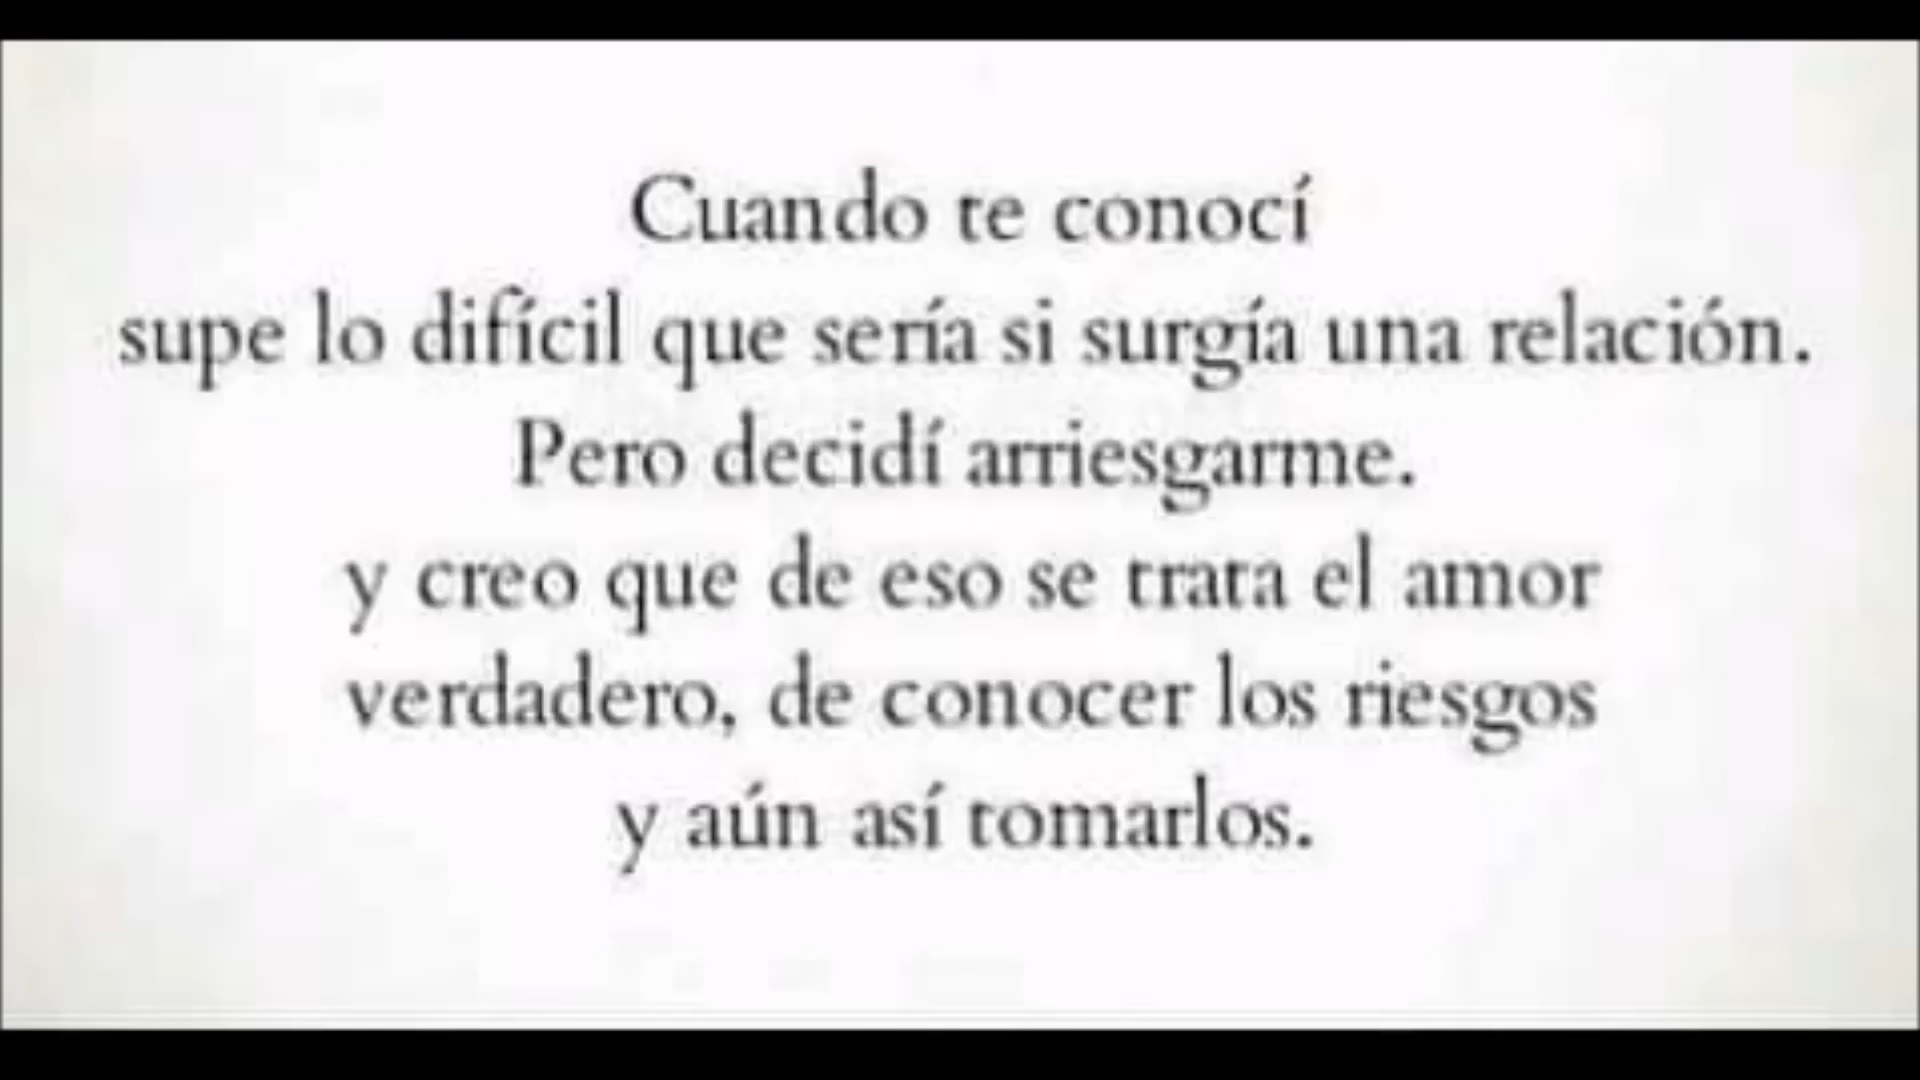 Cuando te conocí
supe lo difícil que sería si surgía una relación.
Pero decidí arriesgarme.
y creo que de eso se trata el amor
verdadero, de conocer los riesgos
y aún así tomarlos.